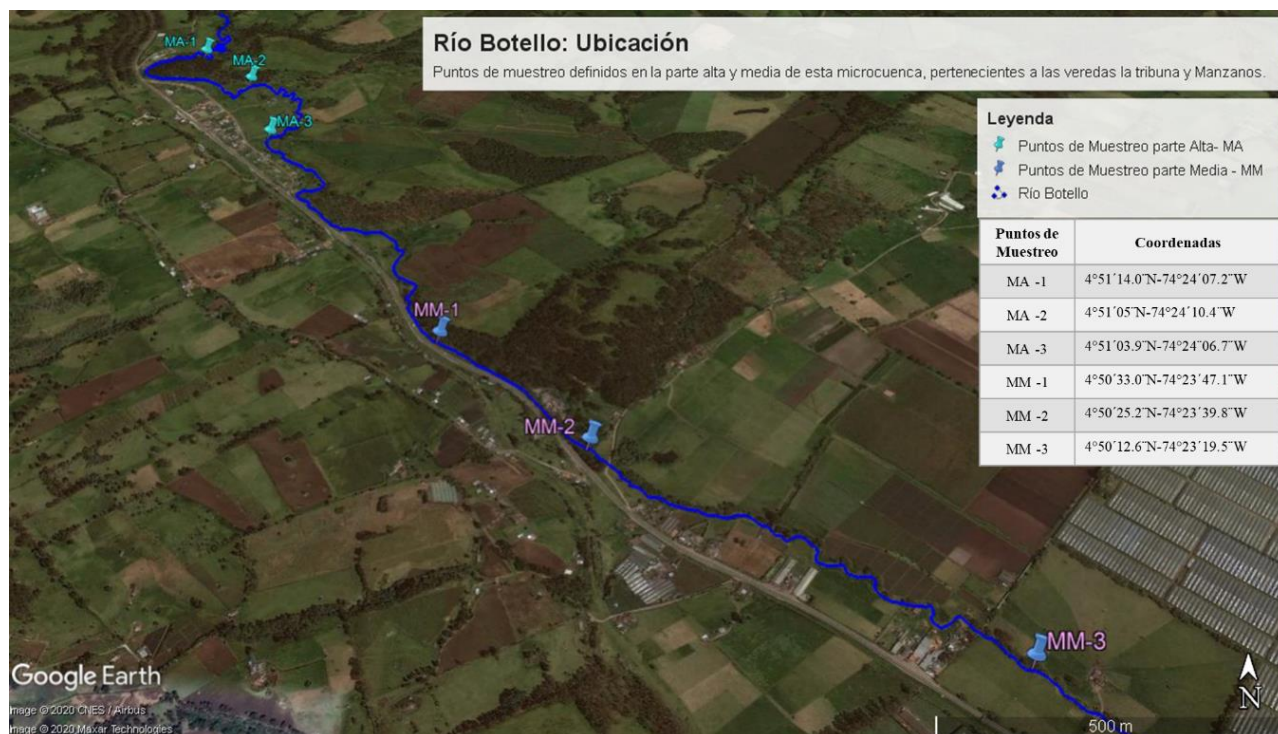 Río Botello: Ubicación
Puntos de muestreo definidos en la parte alta y media de esta microcuenca, pertenecientes a las veredas la tribuna y Manzanos.
MA-1
MA-2
MA-3
MM-1
MM-2
MM-3
Leyenda
Puntos de Muestreo parte Alta- MA
Puntos de Muestreo parte Media - MM
Río Botello
Puntos de Muestreo Coordenadas
MA -1 4°51´14.0¨N-74°24´07.2¨W
MA -2 4°51´05¨N-74°24´10.4¨W
MA -3 4°51´03.9¨N-74°24¨06.7¨W
MM -1 4°50´33.0¨N-74°23´47.1¨W
MM -2 4°50´25.2¨N-74°23´39.8¨W
MM -3 4°50´12.6¨N-74°23´19.5¨W
Google Earth
Image © 2020 CNES / Airbus
Image © 2020 Maxar Technologies
N
500 m